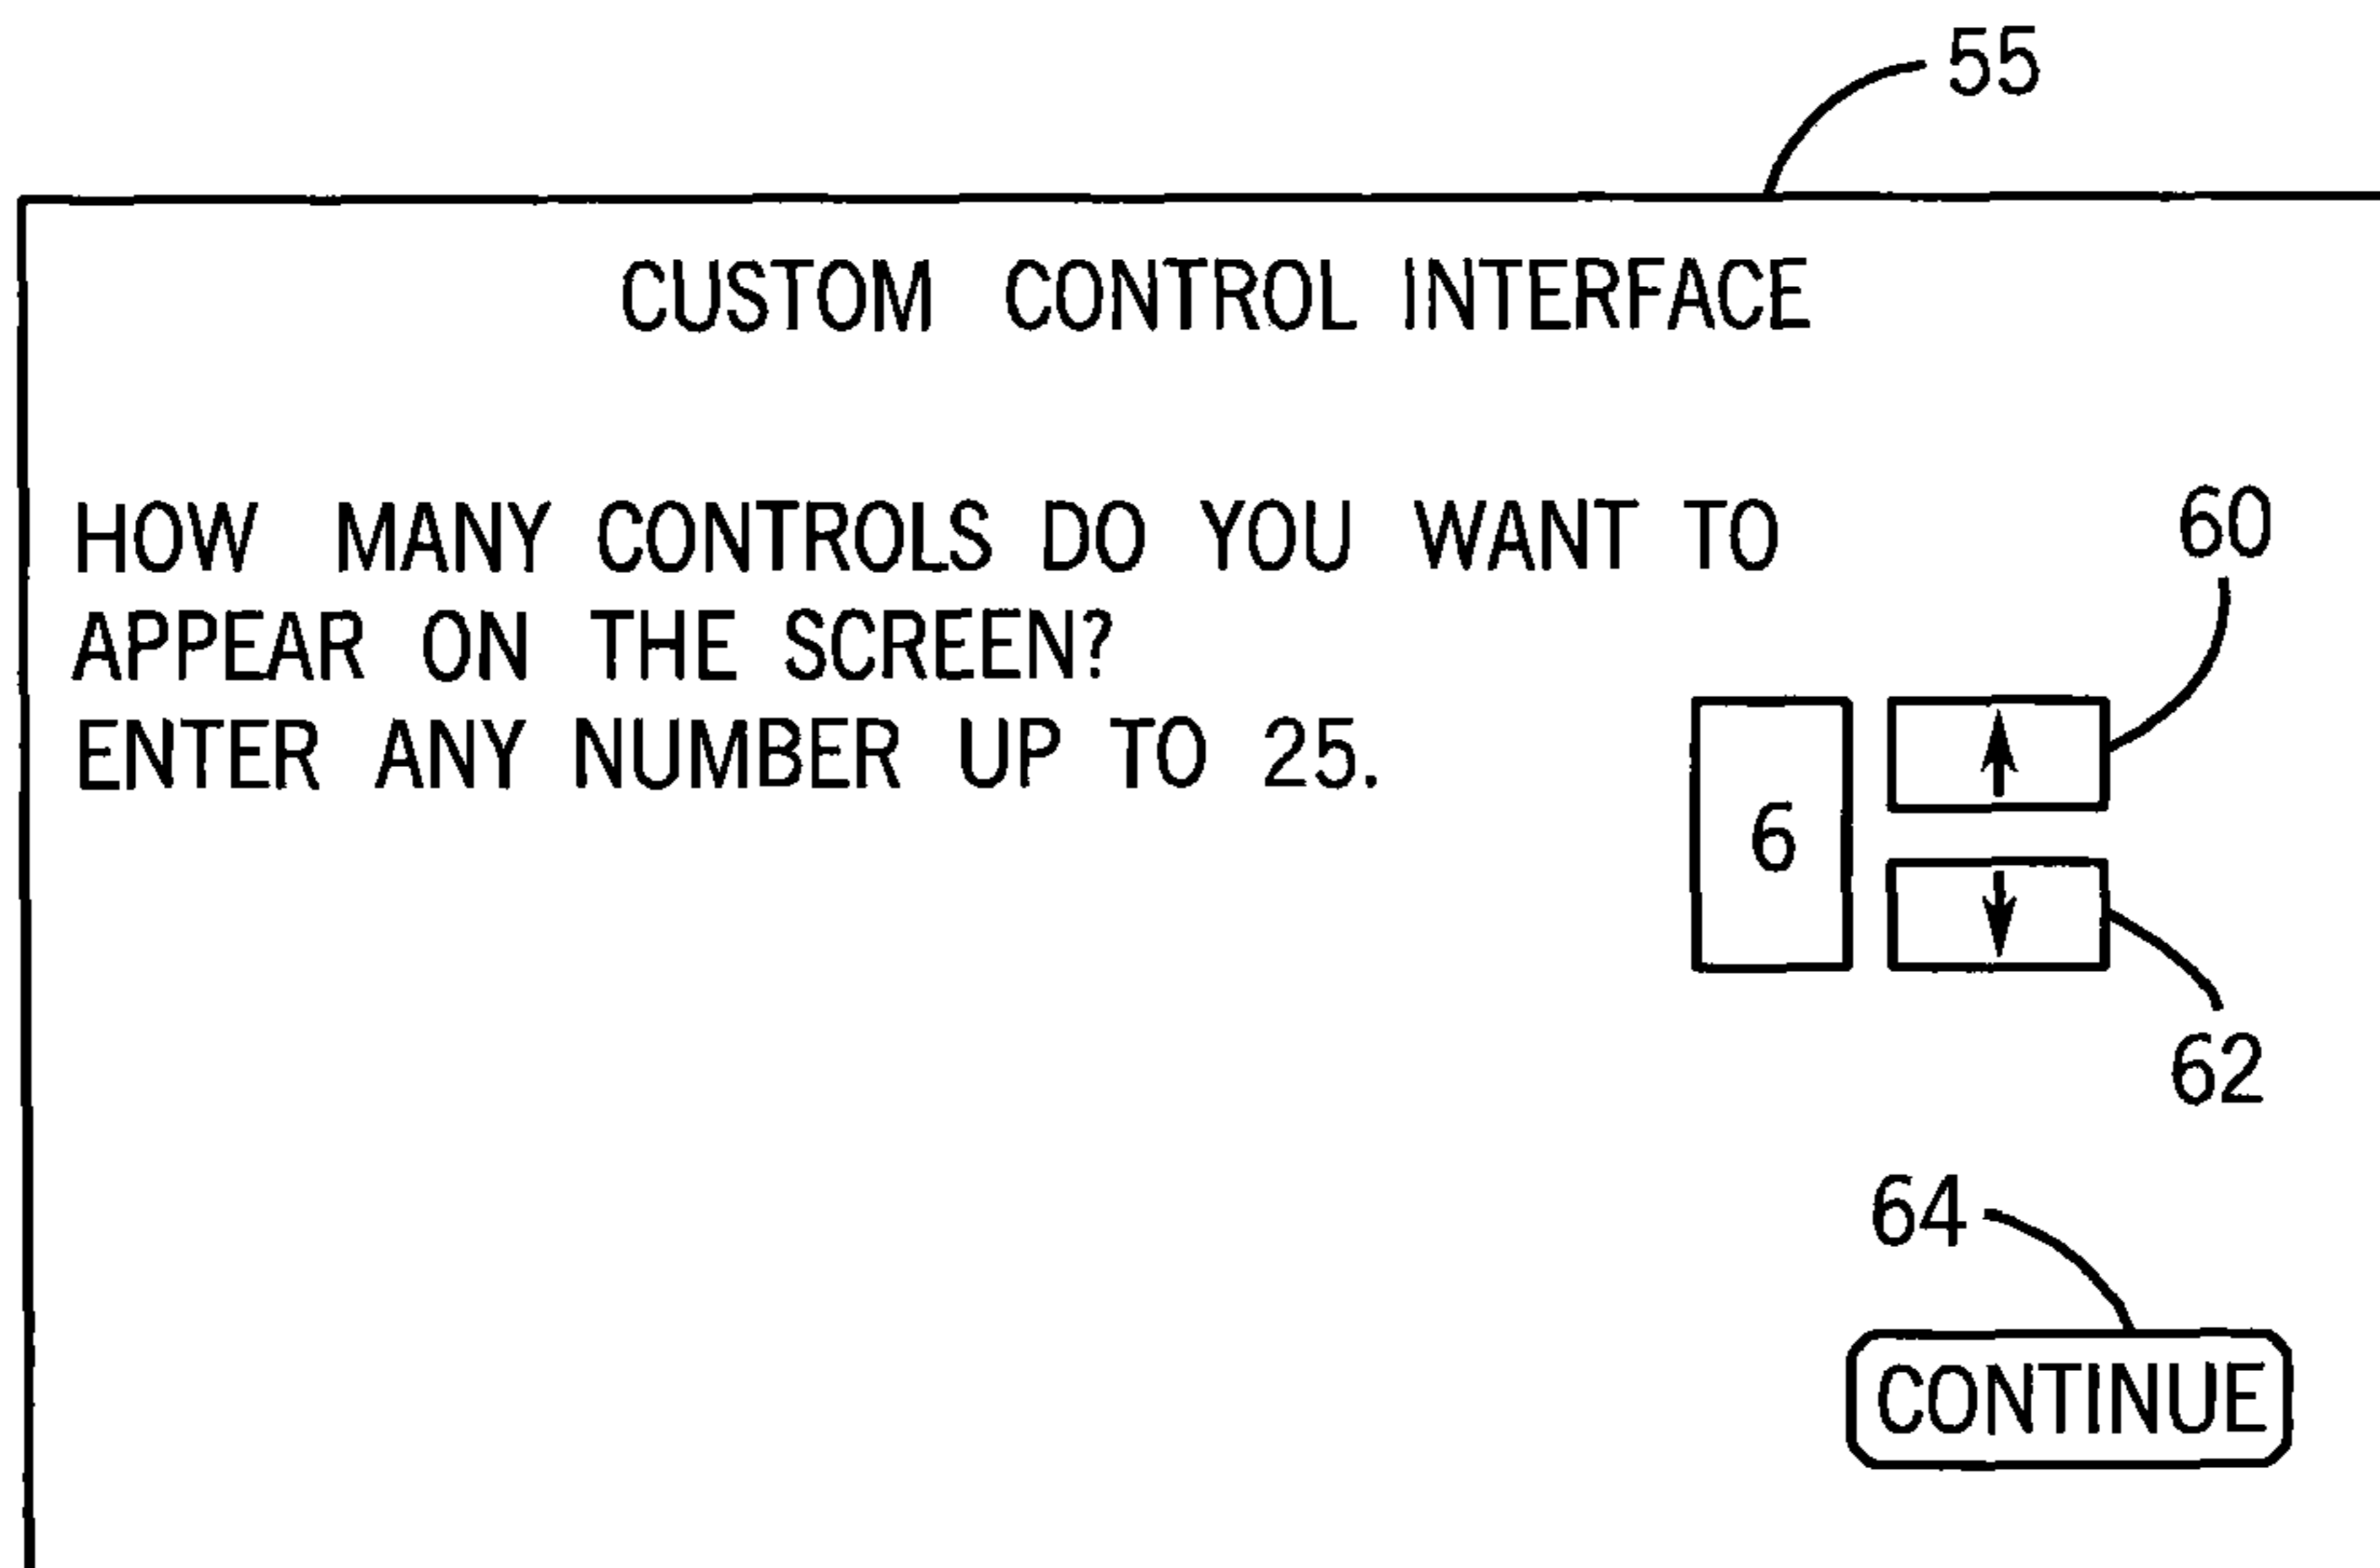 55
CUSTOM CONTROL INTERFACE
HOW MANY CONTROLS DO YOU WANT TO
APPEAR ON THE SCREEN?
ENTER ANY NUMBER UP TO 25.
60
6
62
64
CONTINUE